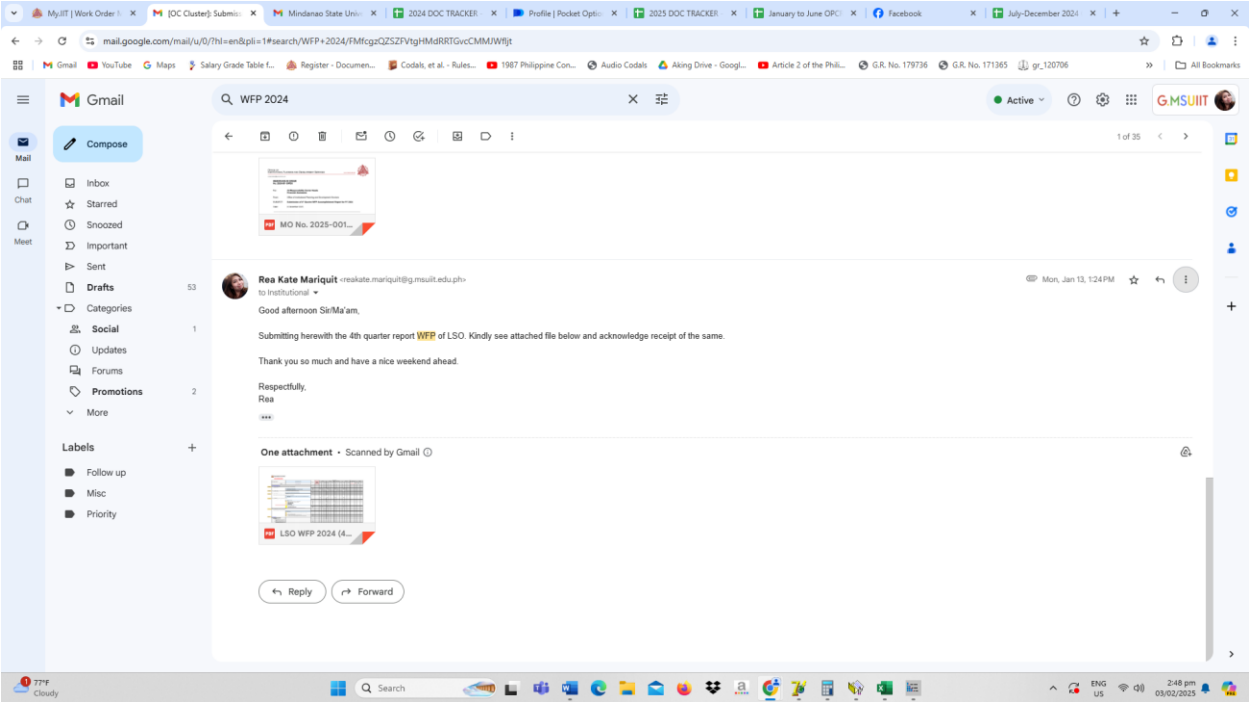 MyJIT | Work Order M
[OC Cluster]: Submiss
Mindanao State Unive
2024 DOC TRACKER -
Profile | Pocket Optio
2025 DOC TRACKER -
January to June OPC
Facebook
July-December 2024
mail.google.com/mail/u/0/?hl=en&pli=1#search/WFP+2024/FMfcgzQZSZFVtgHMdRRTGvcCMMJWfljt
Gmail
YouTube
Maps
Salary Grade Table f...
Register - Documen...
Codals, et al. - Rules...
1987 Philippine Con...
Audio Codals
Aking Drive - Googl...
Article 2 of the Phili...
G.R. No. 179736
G.R. No. 171365
gr_120706
All Bookmarks
Gmail
WFP 2024
Active
G.MSUIIT
Mail
Chat
Meet
Compose
Inbox
Starred
Snoozed
Important
Sent
Drafts 53
Categories
Social 1
Updates
Forums
Promotions 2
More
Labels
Follow up
Misc
Priority
1 of 35
PDF MO No. 2025-001...
Rea Kate Mariquit <reakate.mariquit@g.msuiit.edu.ph>
Mon, Jan 13, 1:24 PM
to Institutional
Good afternoon Sir/Ma'am,
Submitting herewith the 4th quarter report WFP of LSO. Kindly see attached file below and acknowledge receipt of the same.
Thank you so much and have a nice weekend ahead.
Respectfully,
Rea
One attachment • Scanned by Gmail
PDF LSO WFP 2024 (4...
Reply
Forward
1
77°F
Cloudy
Search
ENG
US
2:48 pm
03/02/2025